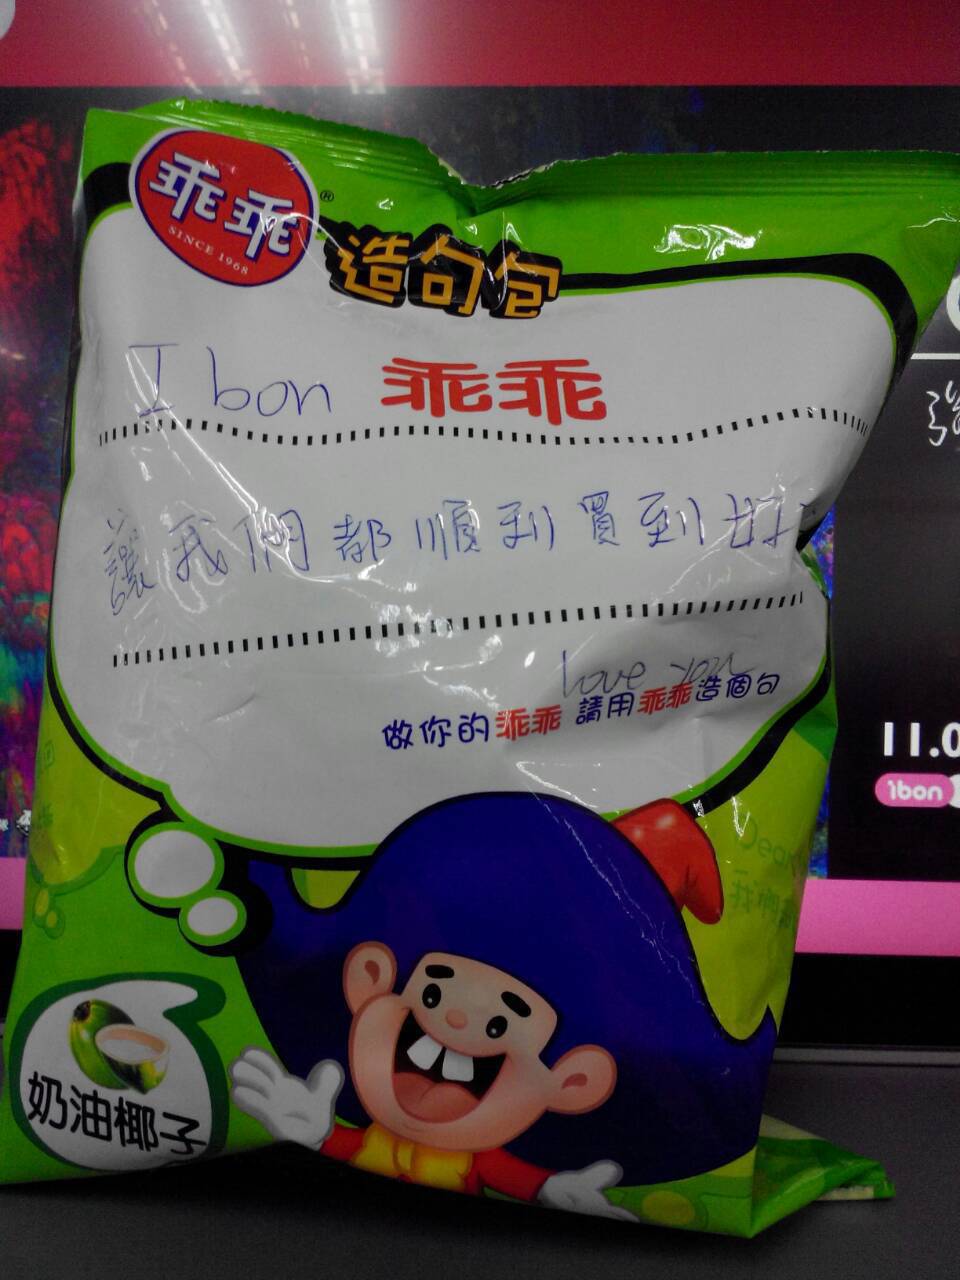 乖乖®
SINCE 1968
造句包
I bon 乖乖
讓我們都順利買到
love you
做你的乖乖 請用乖乖造個句
奶油椰子
11.0
ibon